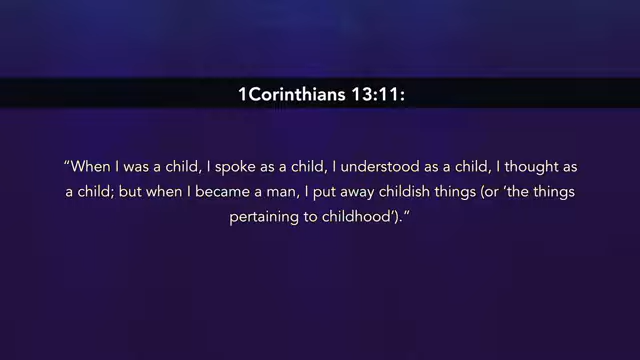 1Corinthians 13:11:
“When I was a child, I spoke as a child, I understood as a child, I thought as
a child; but when I became a man, I put away childish things (or ‘the things
pertaining to childhood’).”